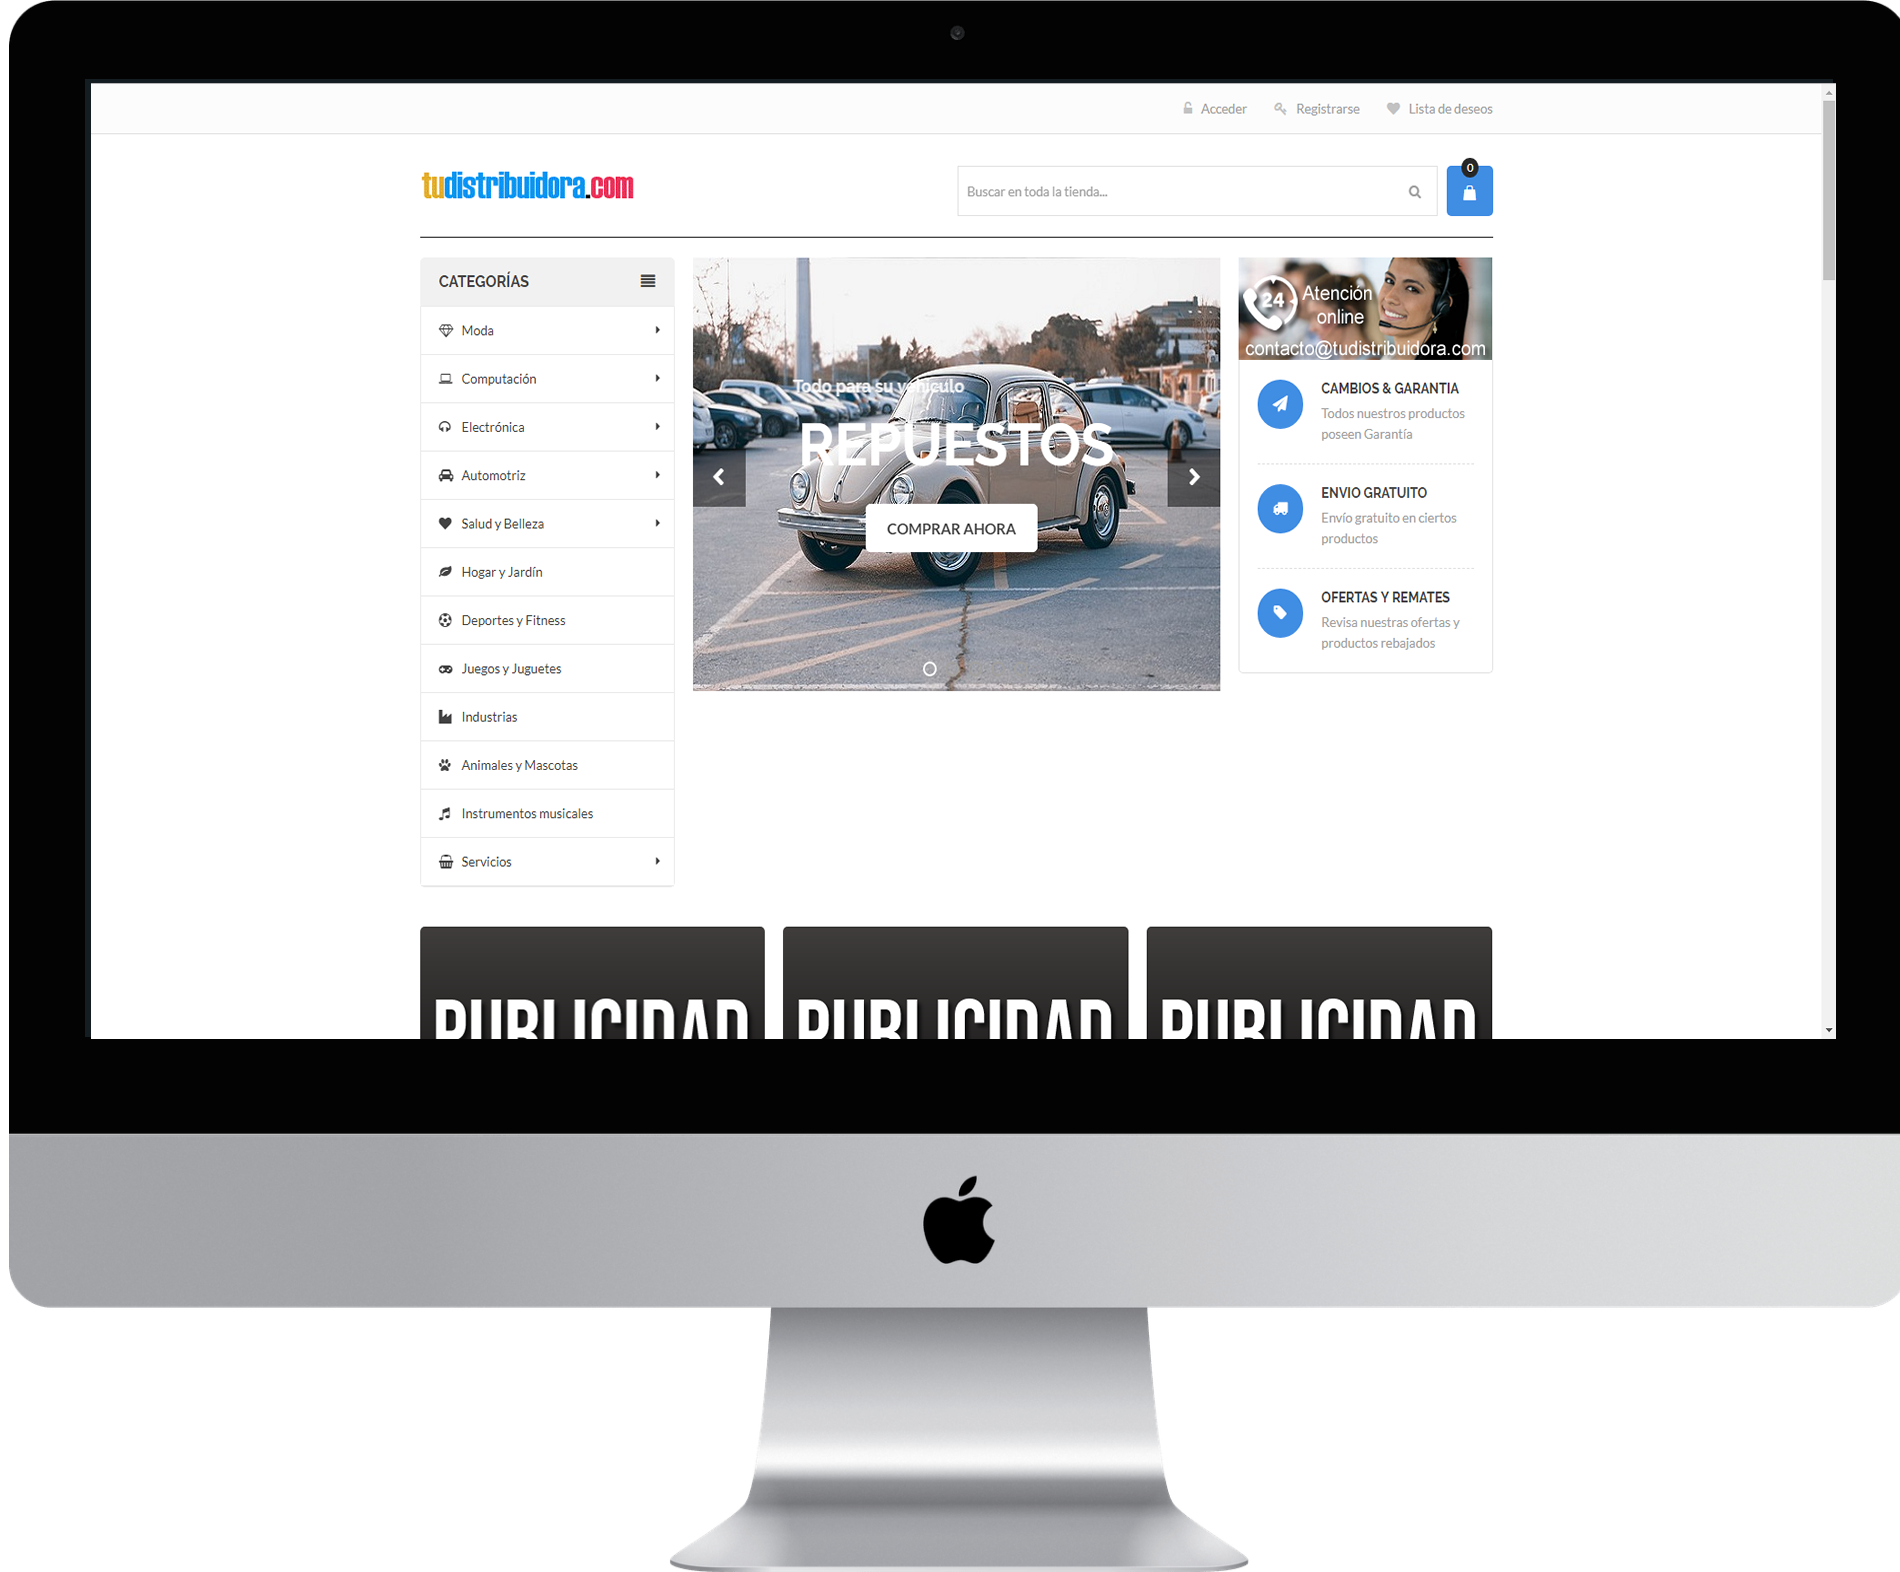 Acceder
Registrarse
Lista de deseos
tudistribuidora.com
Buscar en toda la tienda...
0
CATEGORÍAS
Moda
Computación
Electrónica
Automotriz
Salud y Belleza
Hogar y Jardín
Deportes y Fitness
Juegos y Juguetes
Industrias
Animales y Mascotas
Instrumentos musicales
Servicios
Todo para su vehículo
REPUESTOS
COMPRAR AHORA
24
Atención
online
contacto@tudistribuidora.com
CAMBIOS & GARANTIA
Todos nuestros productos
poseen Garantía
ENVIO GRATUITO
Envío gratuito en ciertos
productos
OFERTAS Y REMATES
Revisa nuestras ofertas y
productos rebajados
PUBLICIDAD
PUBLICIDAD
PUBLICIDAD